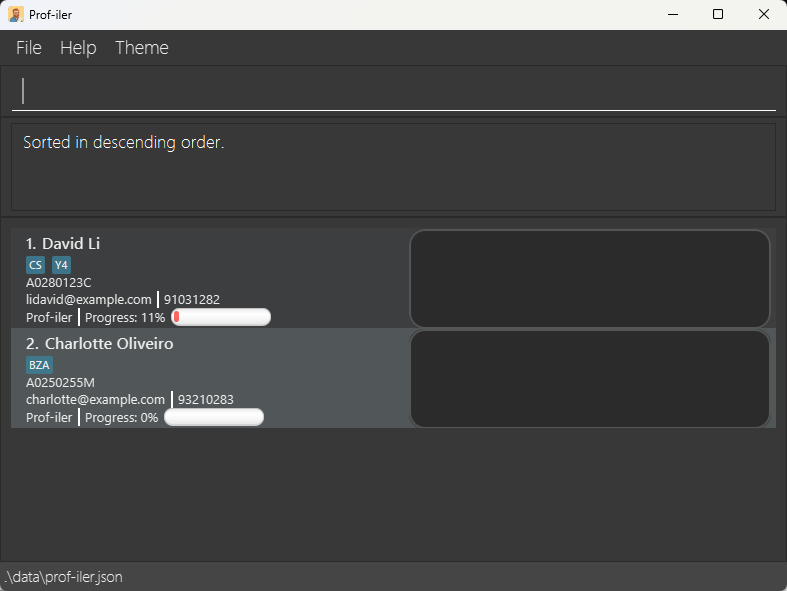 Prof-iler
File Help Theme
Sorted in descending order.
1. David Li
CS Y4
A0280123C
lidavid@example.com 91031282
Prof-iler Progress: 11%
2. Charlotte Oliveiro
BZA
A0250255M
charlotte@example.com 93210283
Prof-iler Progress: 0%
.\data\prof-iler.json